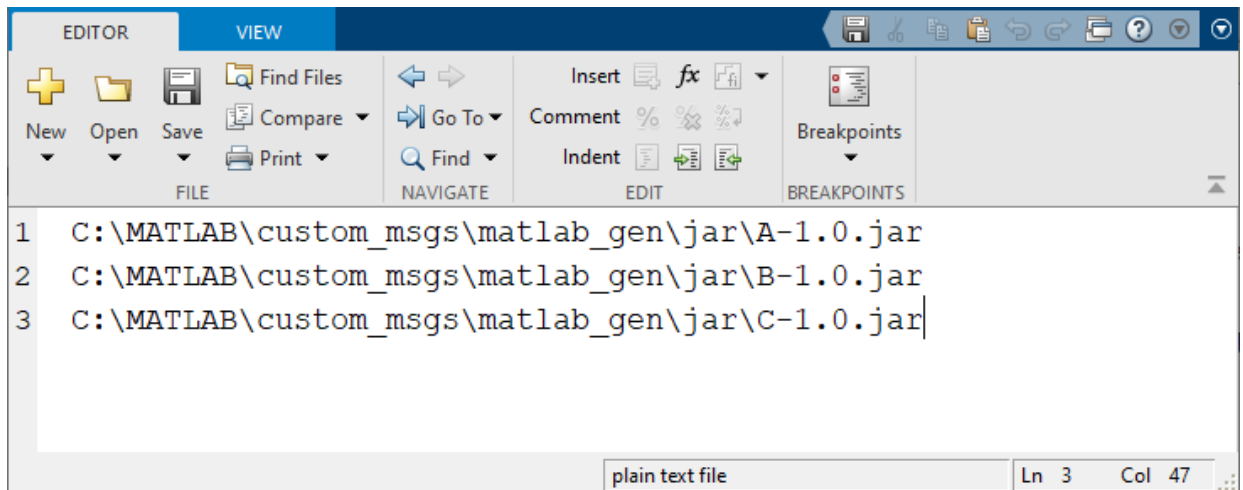 EDITOR VIEW
New Open Save Find Files Compare Print
FILE
Go To Find
NAVIGATE
Insert fx fi
Comment % % %
Indent
EDIT
Breakpoints
BREAKPOINTS
1 C:\MATLAB\custom_msgs\matlab_gen\jar\A-1.0.jar
2 C:\MATLAB\custom_msgs\matlab_gen\jar\B-1.0.jar
3 C:\MATLAB\custom_msgs\matlab_gen\jar\C-1.0.jar
plain text file Ln 3 Col 47